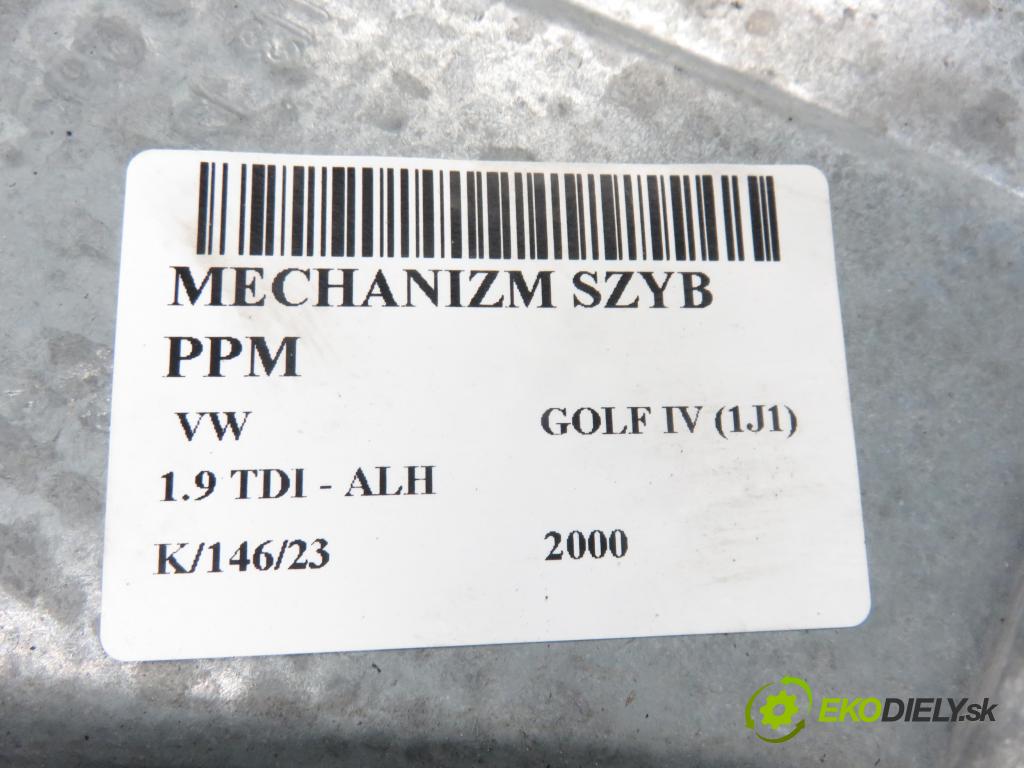 MECHANIZM SZYB
PPM
VW GOLF IV (1J1)
1.9 TDI - ALH
K/146/23 2000
EKODIELY.sk